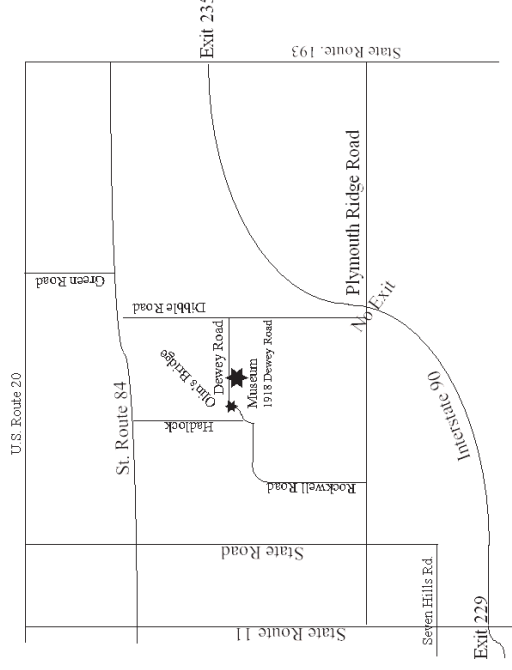 Exit 235
State Route. 193
Plymouth Ridge Road
Green Road
Dibble Road
No Exit
Dewey Road
Museum
1918 Dewey Road
Olin's Bridge
U.S. Route 20
St. Route 84
Hadlock
Interstate 90
Rockwell Road
State Road
Seven Hills Rd.
State Route 11
Exit 229